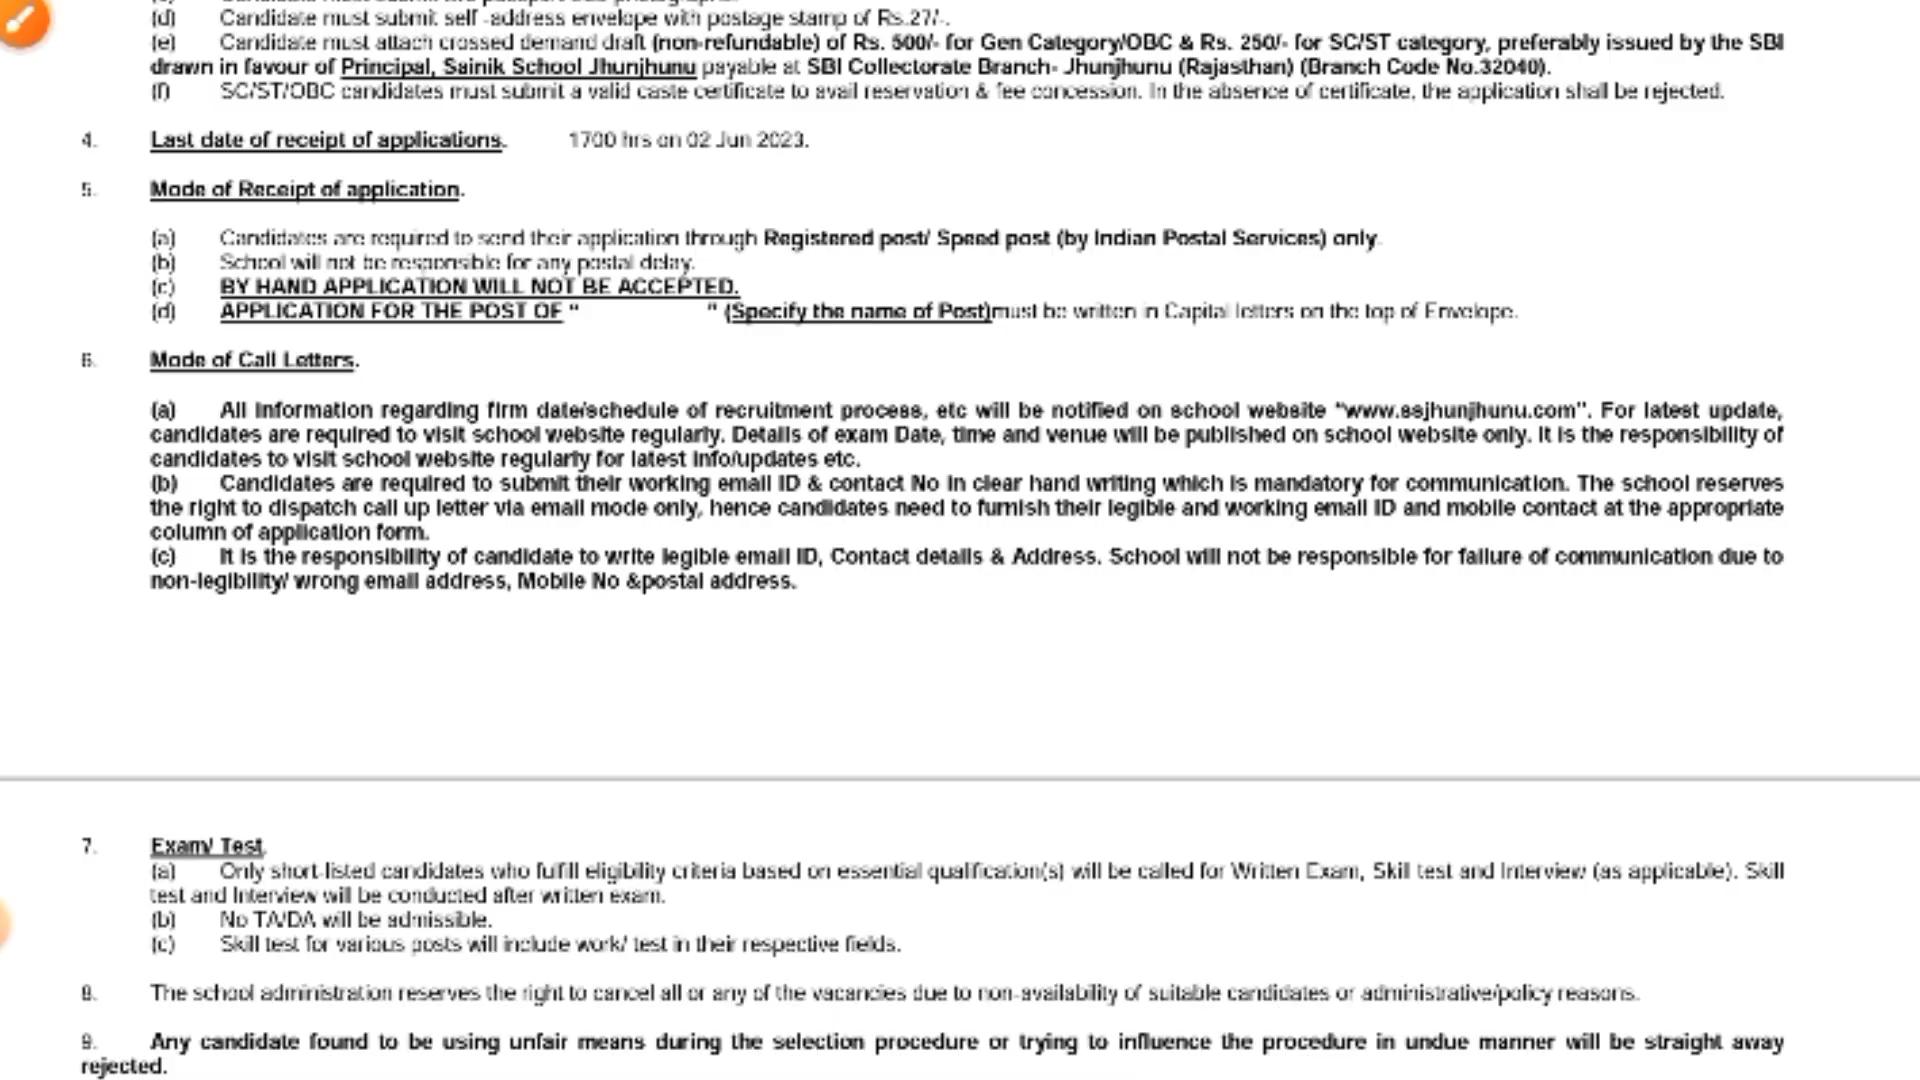 (d) Candidate must submit self -address envelope with postage stamp of Rs.27/-.
(e) Candidate must attach crossed demand draft (non-refundable) of Rs. 500/- for Gen Category/OBC & Rs. 250/- for SC/ST category, preferably issued by the SBI
drawn in favour of Principal, Sainik School Jhunjhunu payable at SBI Collectorate Branch- Jhunjhunu (Rajasthan) (Branch Code No.32040).
(f) SC/ST/OBC candidates must submit a valid caste certificate to avail reservation & fee concession. In the absence of certificate, the application shall be rejected.
4. Last date of receipt of applications. 1700 hrs on 02 Jun 2023.
5. Mode of Receipt of application.
(a) Candidates are required to send their application through Registered post/ Speed post (by Indian Postal Services) only.
(b) School will not be responsible for any postal delay.
(c) BY HAND APPLICATION WILL NOT BE ACCEPTED.
(d) APPLICATION FOR THE POST OF “ ” (Specify the name of Post)must be written in Capital letters on the top of Envelope.
6. Mode of Call Letters.
(a) All information regarding firm date/schedule of recruitment process, etc will be notified on school website “www.ssjhunjhunu.com”. For latest update,
candidates are required to visit school website regularly. Details of exam Date, time and venue will be published on school website only. It is the responsibility of
candidates to visit school website regularly for latest info/updates etc.
(b) Candidates are required to submit their working email ID & contact No in clear hand writing which is mandatory for communication. The school reserves
the right to dispatch call up letter via email mode only, hence candidates need to furnish their legible and working email ID and mobile contact at the appropriate
column of application form.
(c) It is the responsibility of candidate to write legible email ID, Contact details & Address. School will not be responsible for failure of communication due to
non-legibility/ wrong email address, Mobile No &postal address.
7. Exam/ Test.
(a) Only short-listed candidates who fulfill eligibility criteria based on essential qualification(s) will be called for Written Exam, Skill test and Interview (as applicable). Skill
test and Interview will be conducted after written exam.
(b) No TA/DA will be admissible.
(c) Skill test for various posts will include work/ test in their respective fields.
8. The school administration reserves the right to cancel all or any of the vacancies due to non-availability of suitable candidates or administrative/policy reasons.
9. Any candidate found to be using unfair means during the selection procedure or trying to influence the procedure in undue manner will be straight away
rejected.